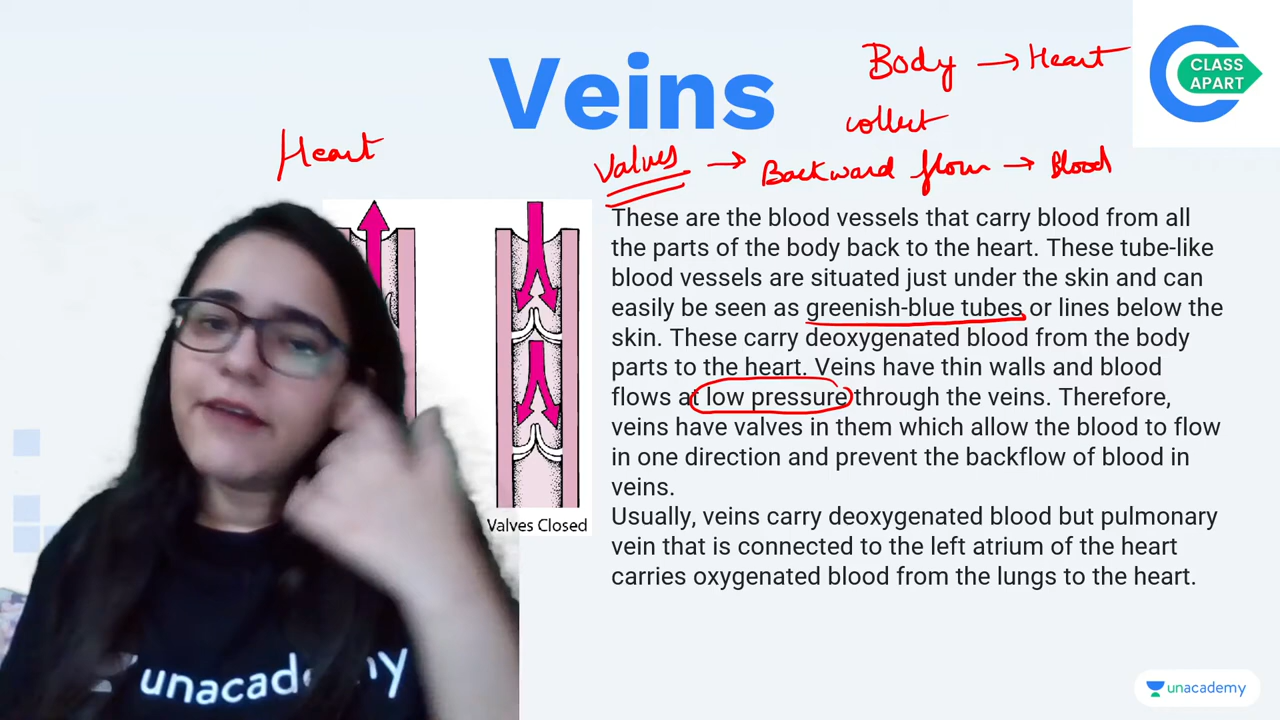 Veins
Body → Heart
collect
Heart
Valves → Backward flow → Blood
CLASS
APART
These are the blood vessels that carry blood from all
the parts of the body back to the heart. These tube-like
blood vessels are situated just under the skin and can
easily be seen as greenish-blue tubes or lines below the
skin. These carry deoxygenated blood from the body
parts to the heart. Veins have thin walls and blood
flows at low pressure through the veins. Therefore,
veins have valves in them which allow the blood to flow
in one direction and prevent the backflow of blood in
veins.
Usually, veins carry deoxygenated blood but pulmonary
vein that is connected to the left atrium of the heart
carries oxygenated blood from the lungs to the heart.
Valves Closed
unacademy
unacademy